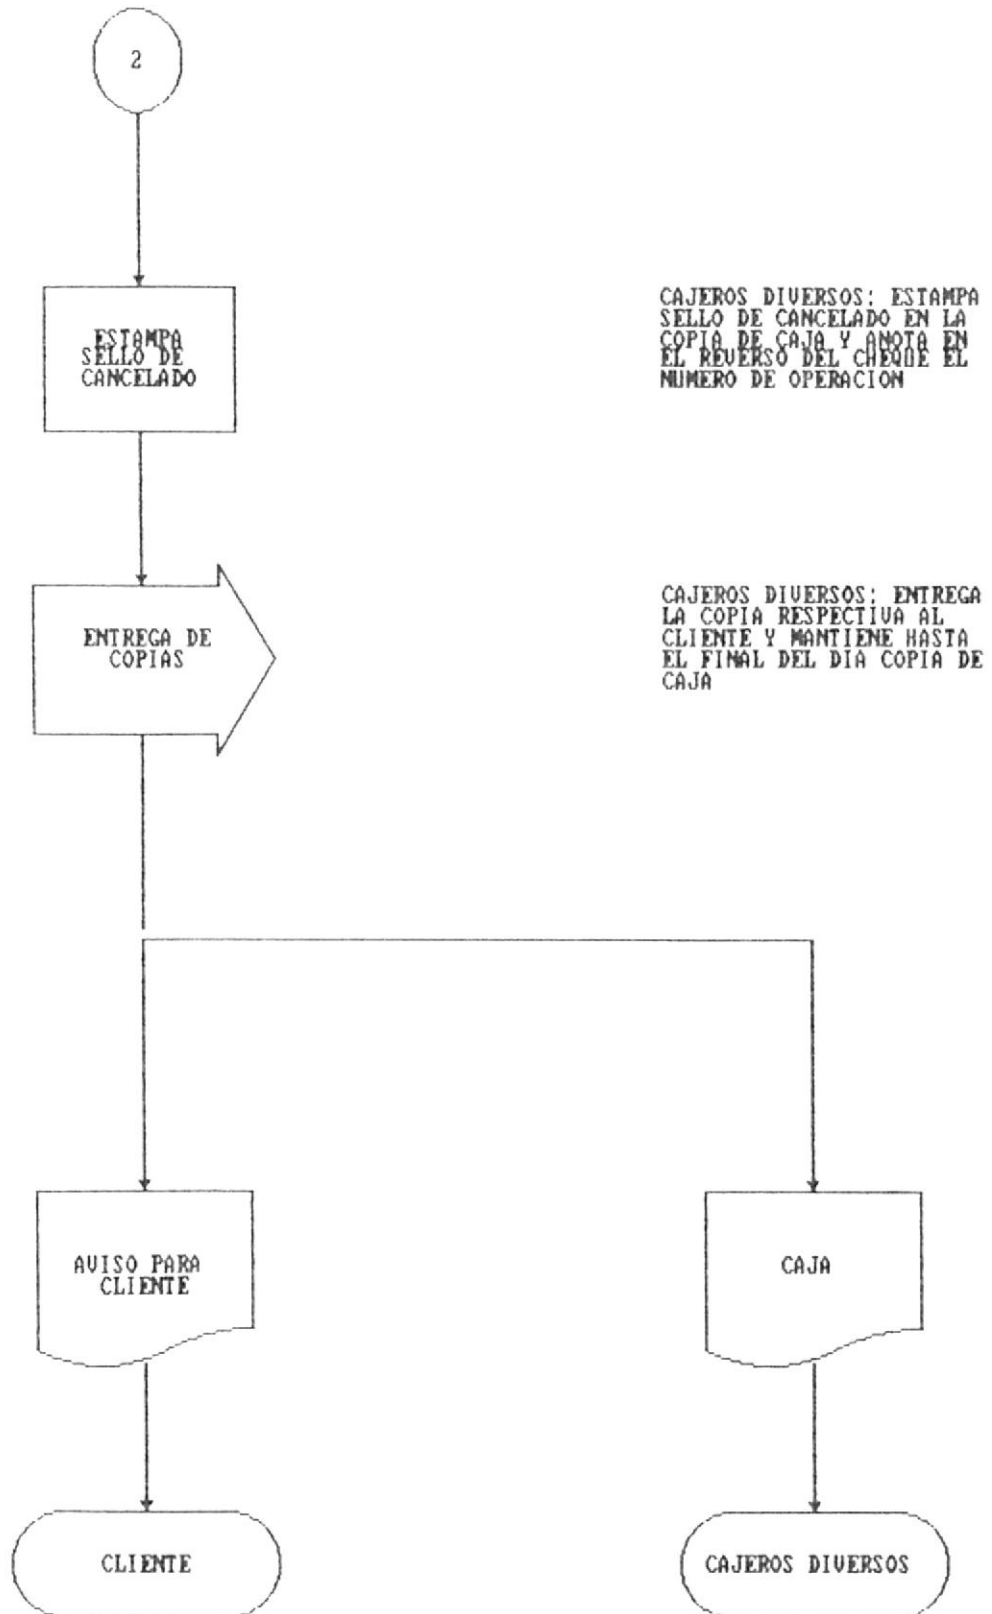 2
ESTAMPA
SELLO DE
CANCELADO
CAJEROS DIVERSOS: ESTAMPA
SELLO DE CANCELADO EN LA
COPIA DE CAJA Y ANOTA EN
EL REVERSO DEL CHEQUE EL
NUMERO DE OPERACION
ENTREGA DE
COPIAS
CAJEROS DIVERSOS: ENTREGA
LA COPIA RESPECTIVA AL
CLIENTE Y MANTIENE HASTA
EL FINAL DEL DIA COPIA DE
CAJA
AVISO PARA
CLIENTE
CAJA
CLIENTE
CAJEROS DIVERSOS